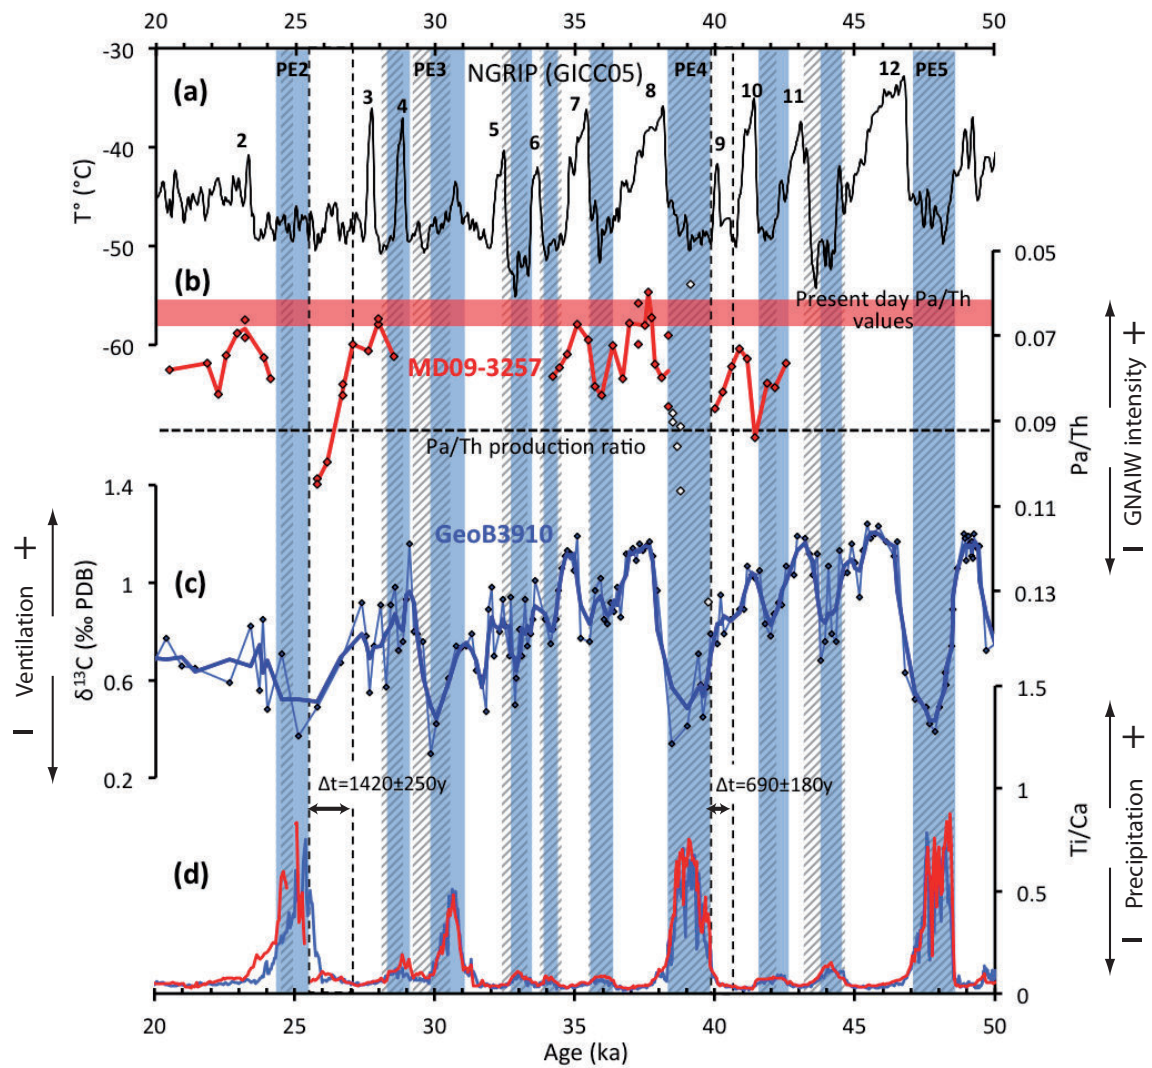 20 25 30 35 40 45 50
-30
-40
-50
-60
T° (°C)
(a)
PE2
PE3
NGRIP (GICC05)
PE4
PE5
2
3
4
5
6
7
8
9
10
11
12
(b)
0.05
0.07
0.09
0.11
0.13
Pa/Th
Present day Pa/Th
values
MD09-3257
Pa/Th production ratio
GNAIW intensity
+
−
(c)
1.4
1
0.6
0.2
δ¹³C (‰ PDB)
GeoB3910
Ventilation
+
−
Δt=1420±250y
Δt=690±180y
(d)
1.5
1
0.5
0
Ti/Ca
Precipitation
+
−
20 25 30 35 40 45 50
Age (ka)